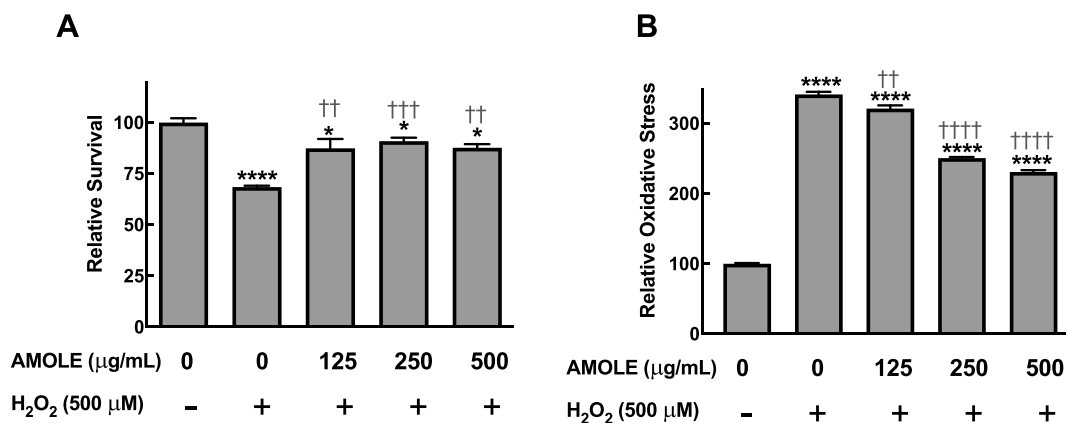 A
Relative Survival
100
75
50
25
0
****
††
*
†††
*
††
*
AMOLE (μg/mL) 0 0 125 250 500
H₂O₂ (500 μM) - + + + +
B
Relative Oxidative Stress
300
200
100
0
****
††
****
††††
****
††††
****
AMOLE (μg/mL) 0 0 125 250 500
H₂O₂ (500 μM) - + + + +